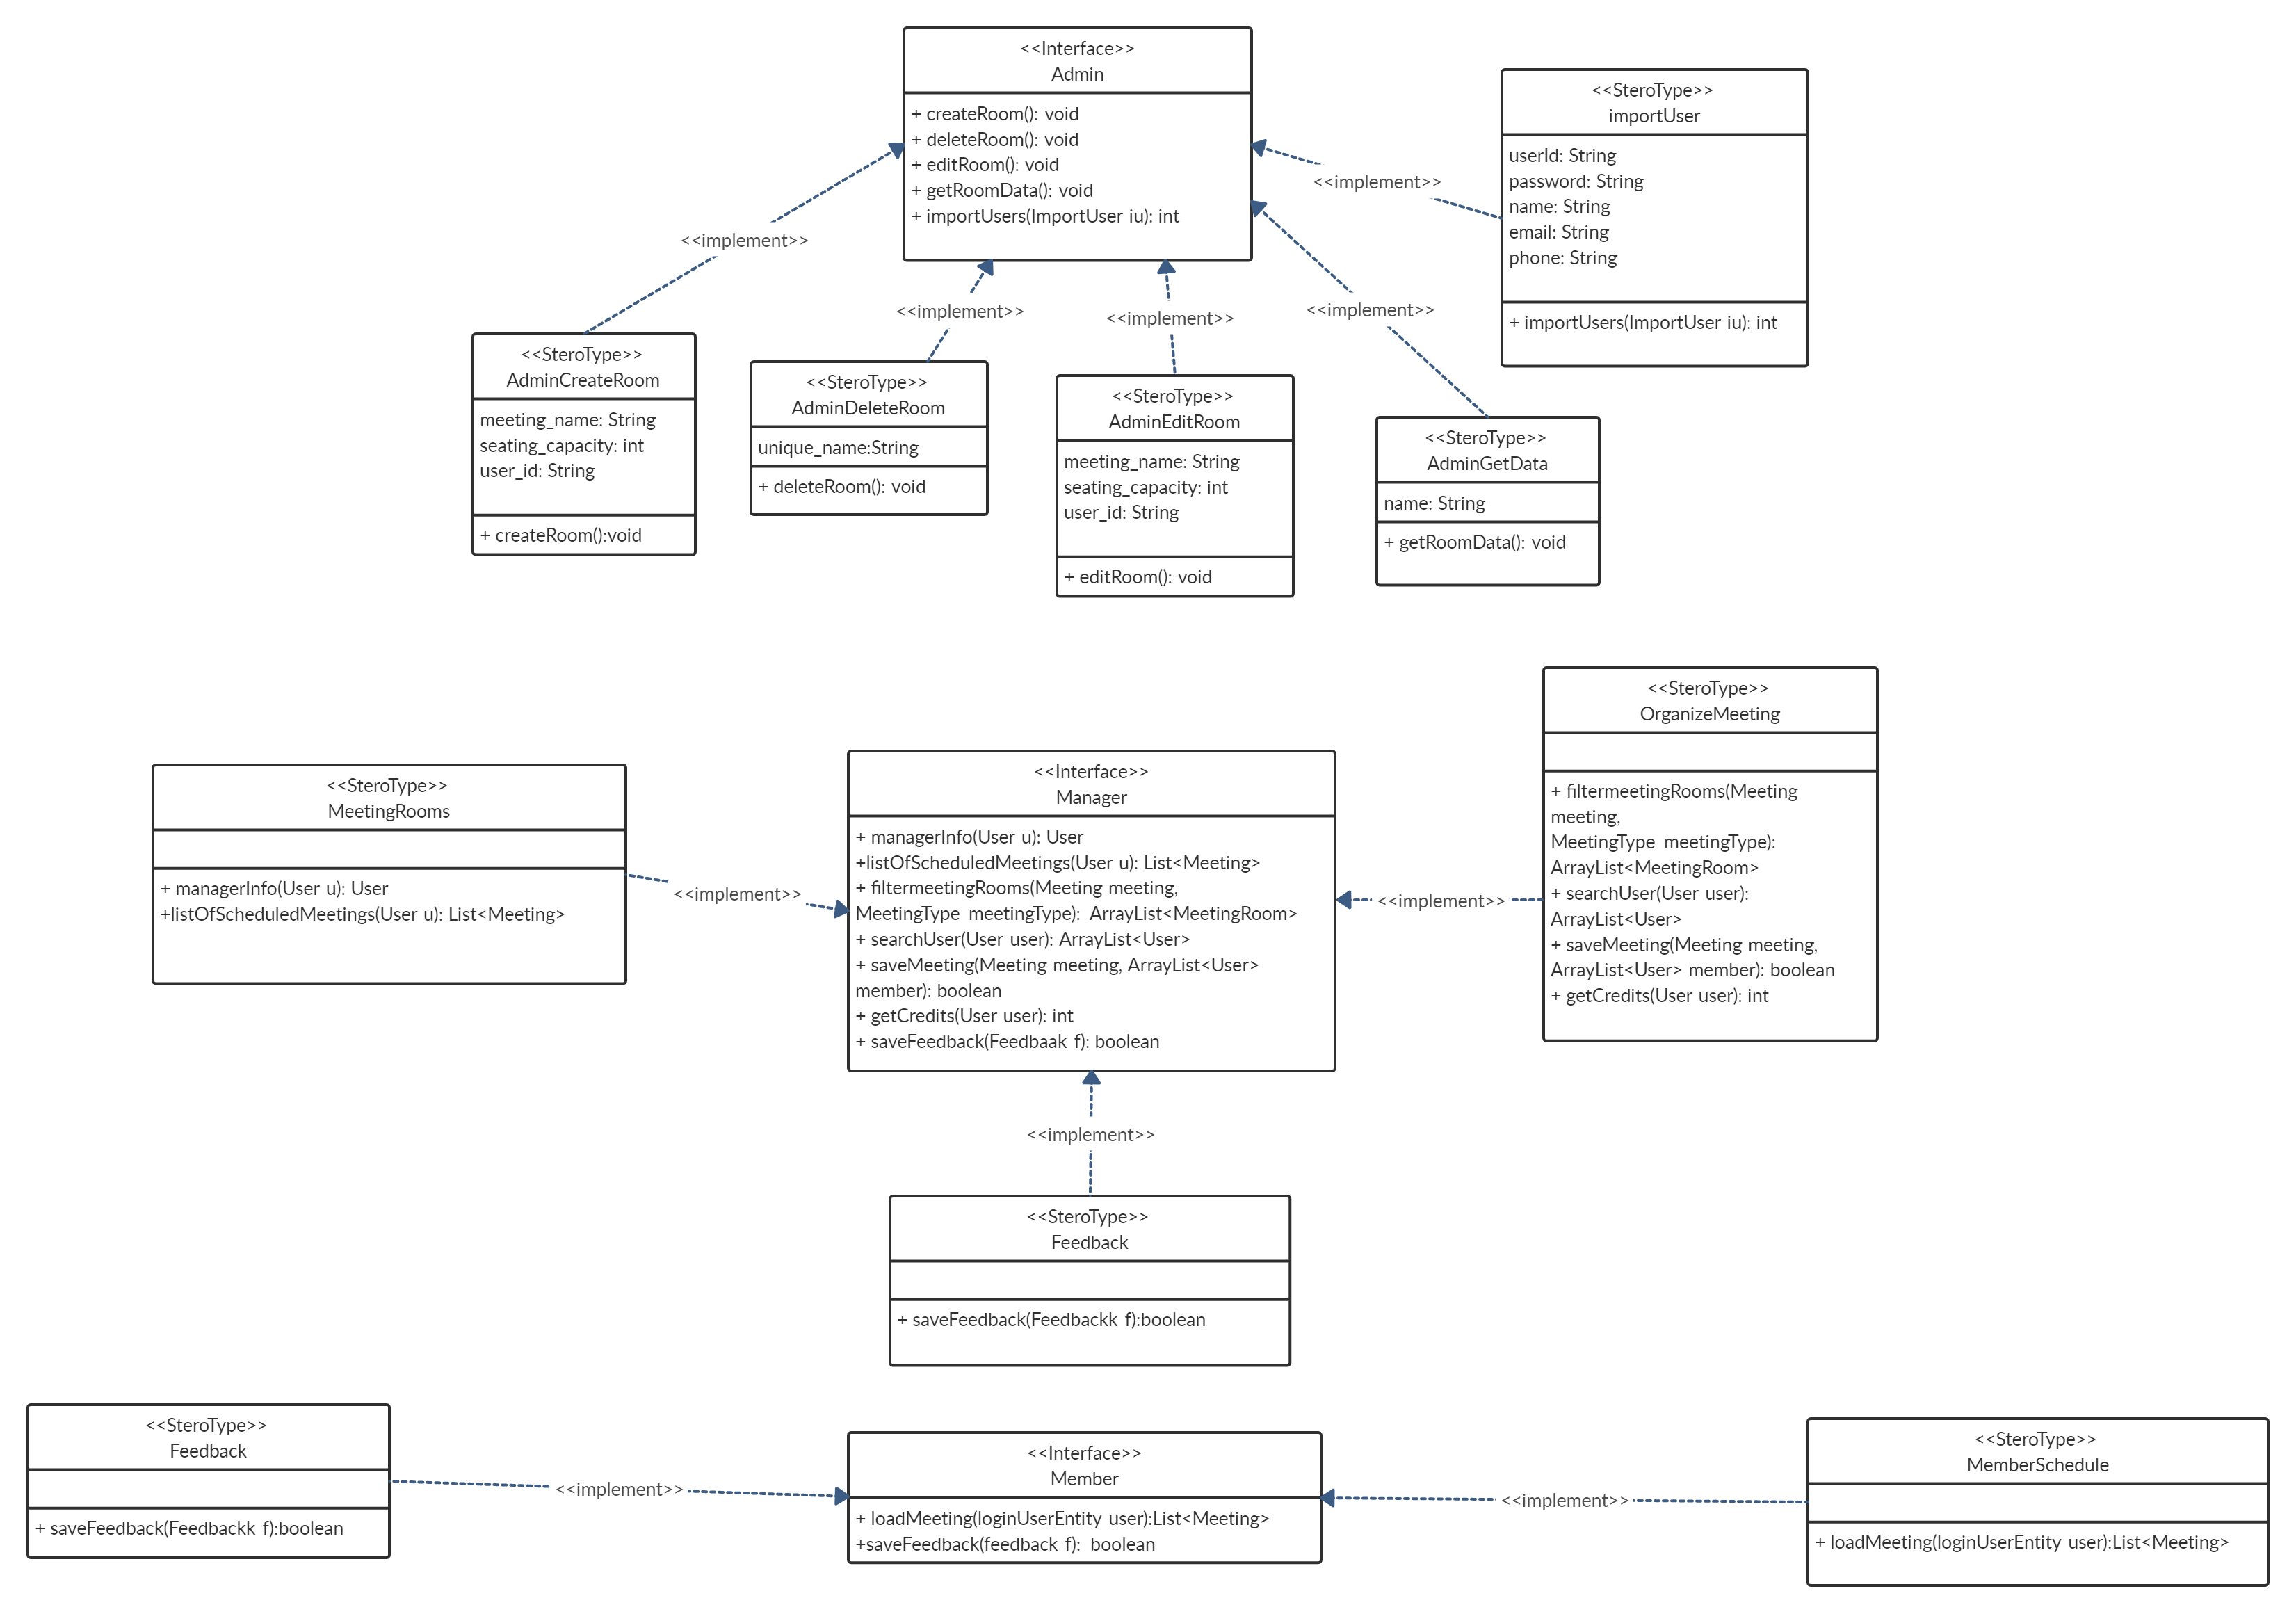 <<Interface>>
Admin
+ createRoom(): void
+ deleteRoom(): void
+ editRoom(): void
+ getRoomData(): void
+ importUsers(ImportUser iu): int
<<SteroType>>
importUser
userId: String
password: String
name: String
email: String
phone: String
+ importUsers(ImportUser iu): int
<<implement>>
<<implement>>
<<implement>>
<<implement>>
<<implement>>
<<SteroType>>
AdminCreateRoom
meeting_name: String
seating_capacity: int
user_id: String
+ createRoom():void
<<SteroType>>
AdminDeleteRoom
unique_name:String
+ deleteRoom(): void
<<SteroType>>
AdminEditRoom
meeting_name: String
seating_capacity: int
user_id: String
+ editRoom(): void
<<SteroType>>
AdminGetData
name: String
+ getRoomData(): void
<<SteroType>>
MeetingRooms
+ managerInfo(User u): User
+listOfScheduledMeetings(User u): List<Meeting>
<<implement>>
<<Interface>>
Manager
+ managerInfo(User u): User
+listOfScheduledMeetings(User u): List<Meeting>
+ filtermeetingRooms(Meeting meeting,
MeetingType meetingType): ArrayList<MeetingRoom>
+ searchUser(User user): ArrayList<User>
+ saveMeeting(Meeting meeting, ArrayList<User>
member): boolean
+ getCredits(User user): int
+ saveFeedback(Feedbaak f): boolean
<<implement>>
<<SteroType>>
OrganizeMeeting
+ filtermeetingRooms(Meeting
meeting,
MeetingType meetingType):
ArrayList<MeetingRoom>
+ searchUser(User user):
ArrayList<User>
+ saveMeeting(Meeting meeting,
ArrayList<User> member): boolean
+ getCredits(User user): int
<<implement>>
<<SteroType>>
Feedback
+ saveFeedback(Feedbackk f):boolean
<<SteroType>>
Feedback
+ saveFeedback(Feedbackk f):boolean
<<implement>>
<<Interface>>
Member
+ loadMeeting(loginUserEntity user):List<Meeting>
+saveFeedback(feedback f): boolean
<<implement>>
<<SteroType>>
MemberSchedule
+ loadMeeting(loginUserEntity user):List<Meeting>